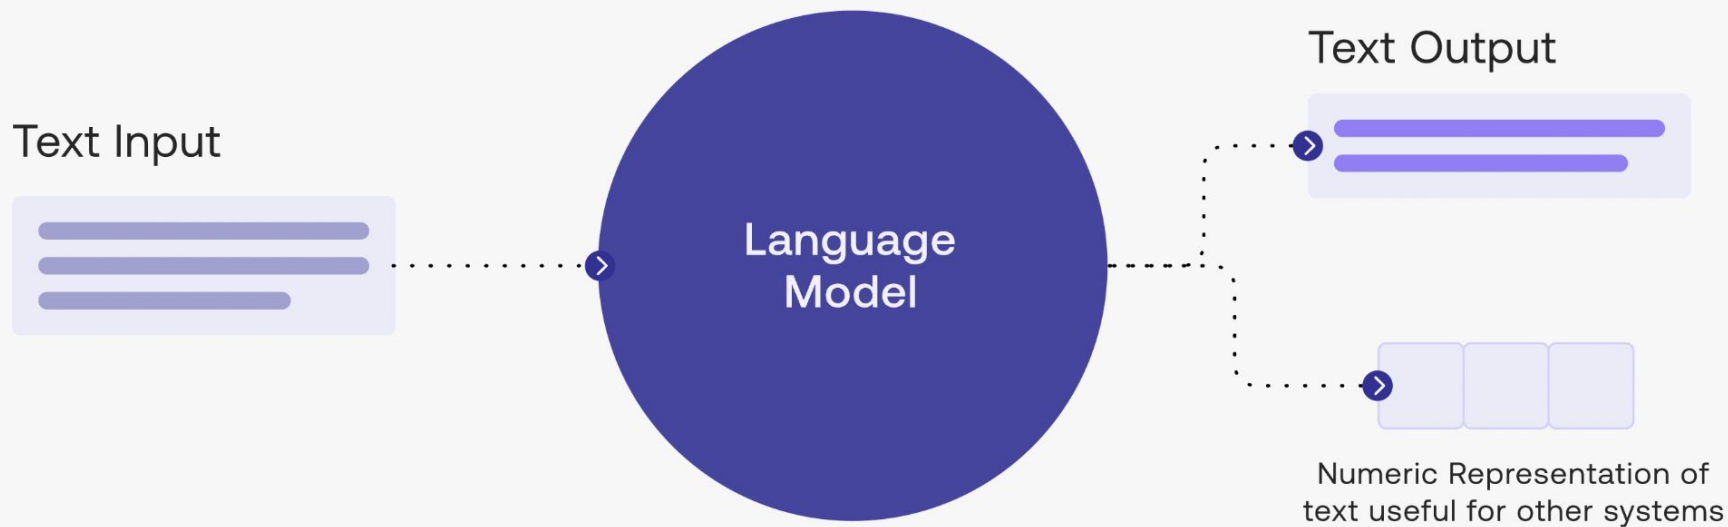 Text Input
Language
Model
Text Output
Numeric Representation of
text useful for other systems